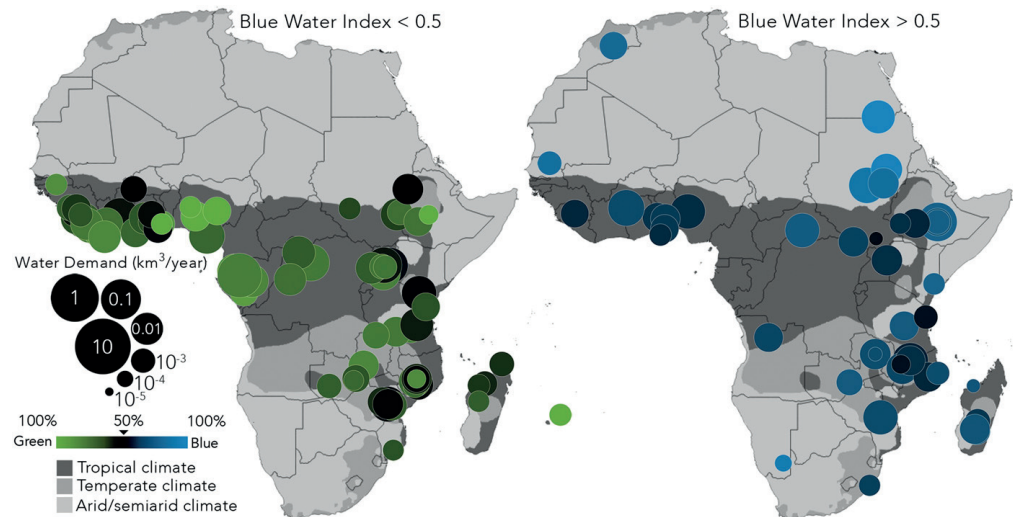 Blue Water Index < 0.5
Blue Water Index > 0.5
Water Demand (km³/year)
1
0.1
0.01
10
10⁻³
10⁻⁴
10⁻⁵
100% 50% 100%
Green Blue
Tropical climate
Temperate climate
Arid/semiarid climate